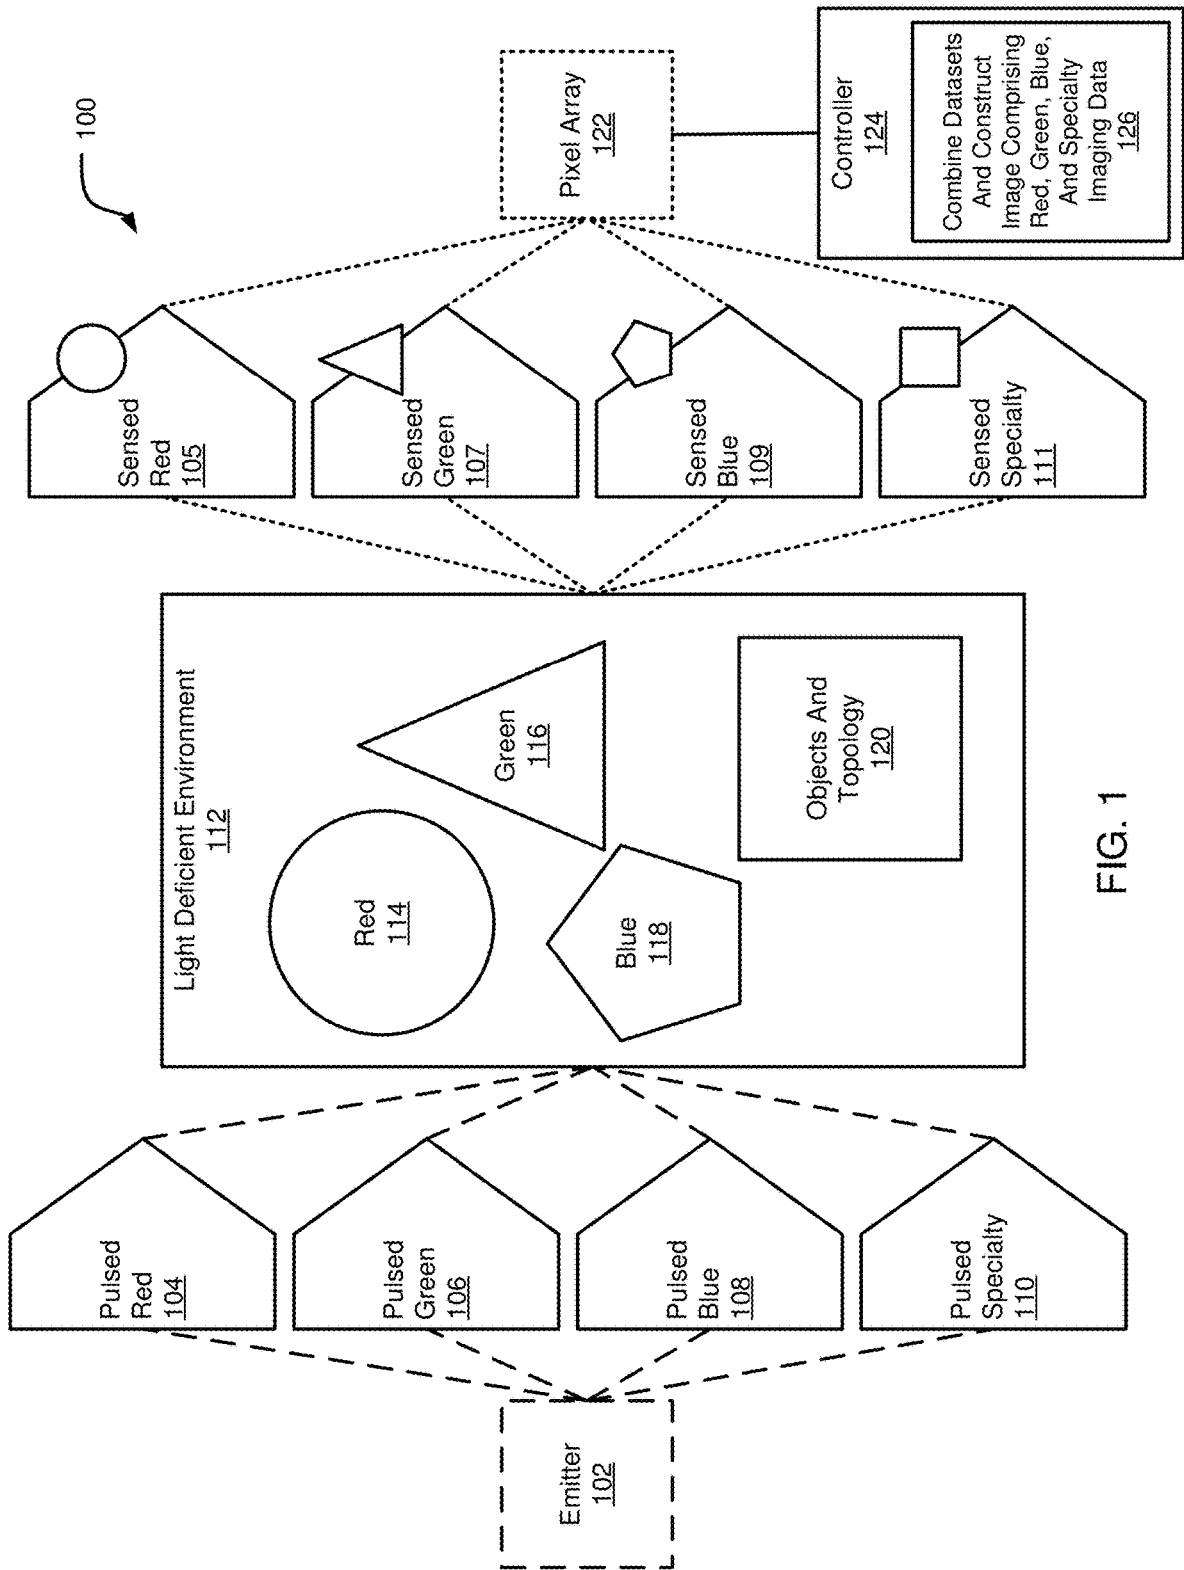 100
Emitter
102
Pulsed
Red
104
Pulsed
Green
106
Pulsed
Blue
108
Pulsed
Specialty
110
Light Deficient Environment
112
Red
114
Green
116
Blue
118
Objects And
Topology
120
Sensed
Red
105
Sensed
Green
107
Sensed
Blue
109
Sensed
Specialty
111
Pixel Array
122
Controller
124
Combine Datasets
And Construct
Image Comprising
Red, Green, Blue,
And Specialty
Imaging Data
126
FIG. 1